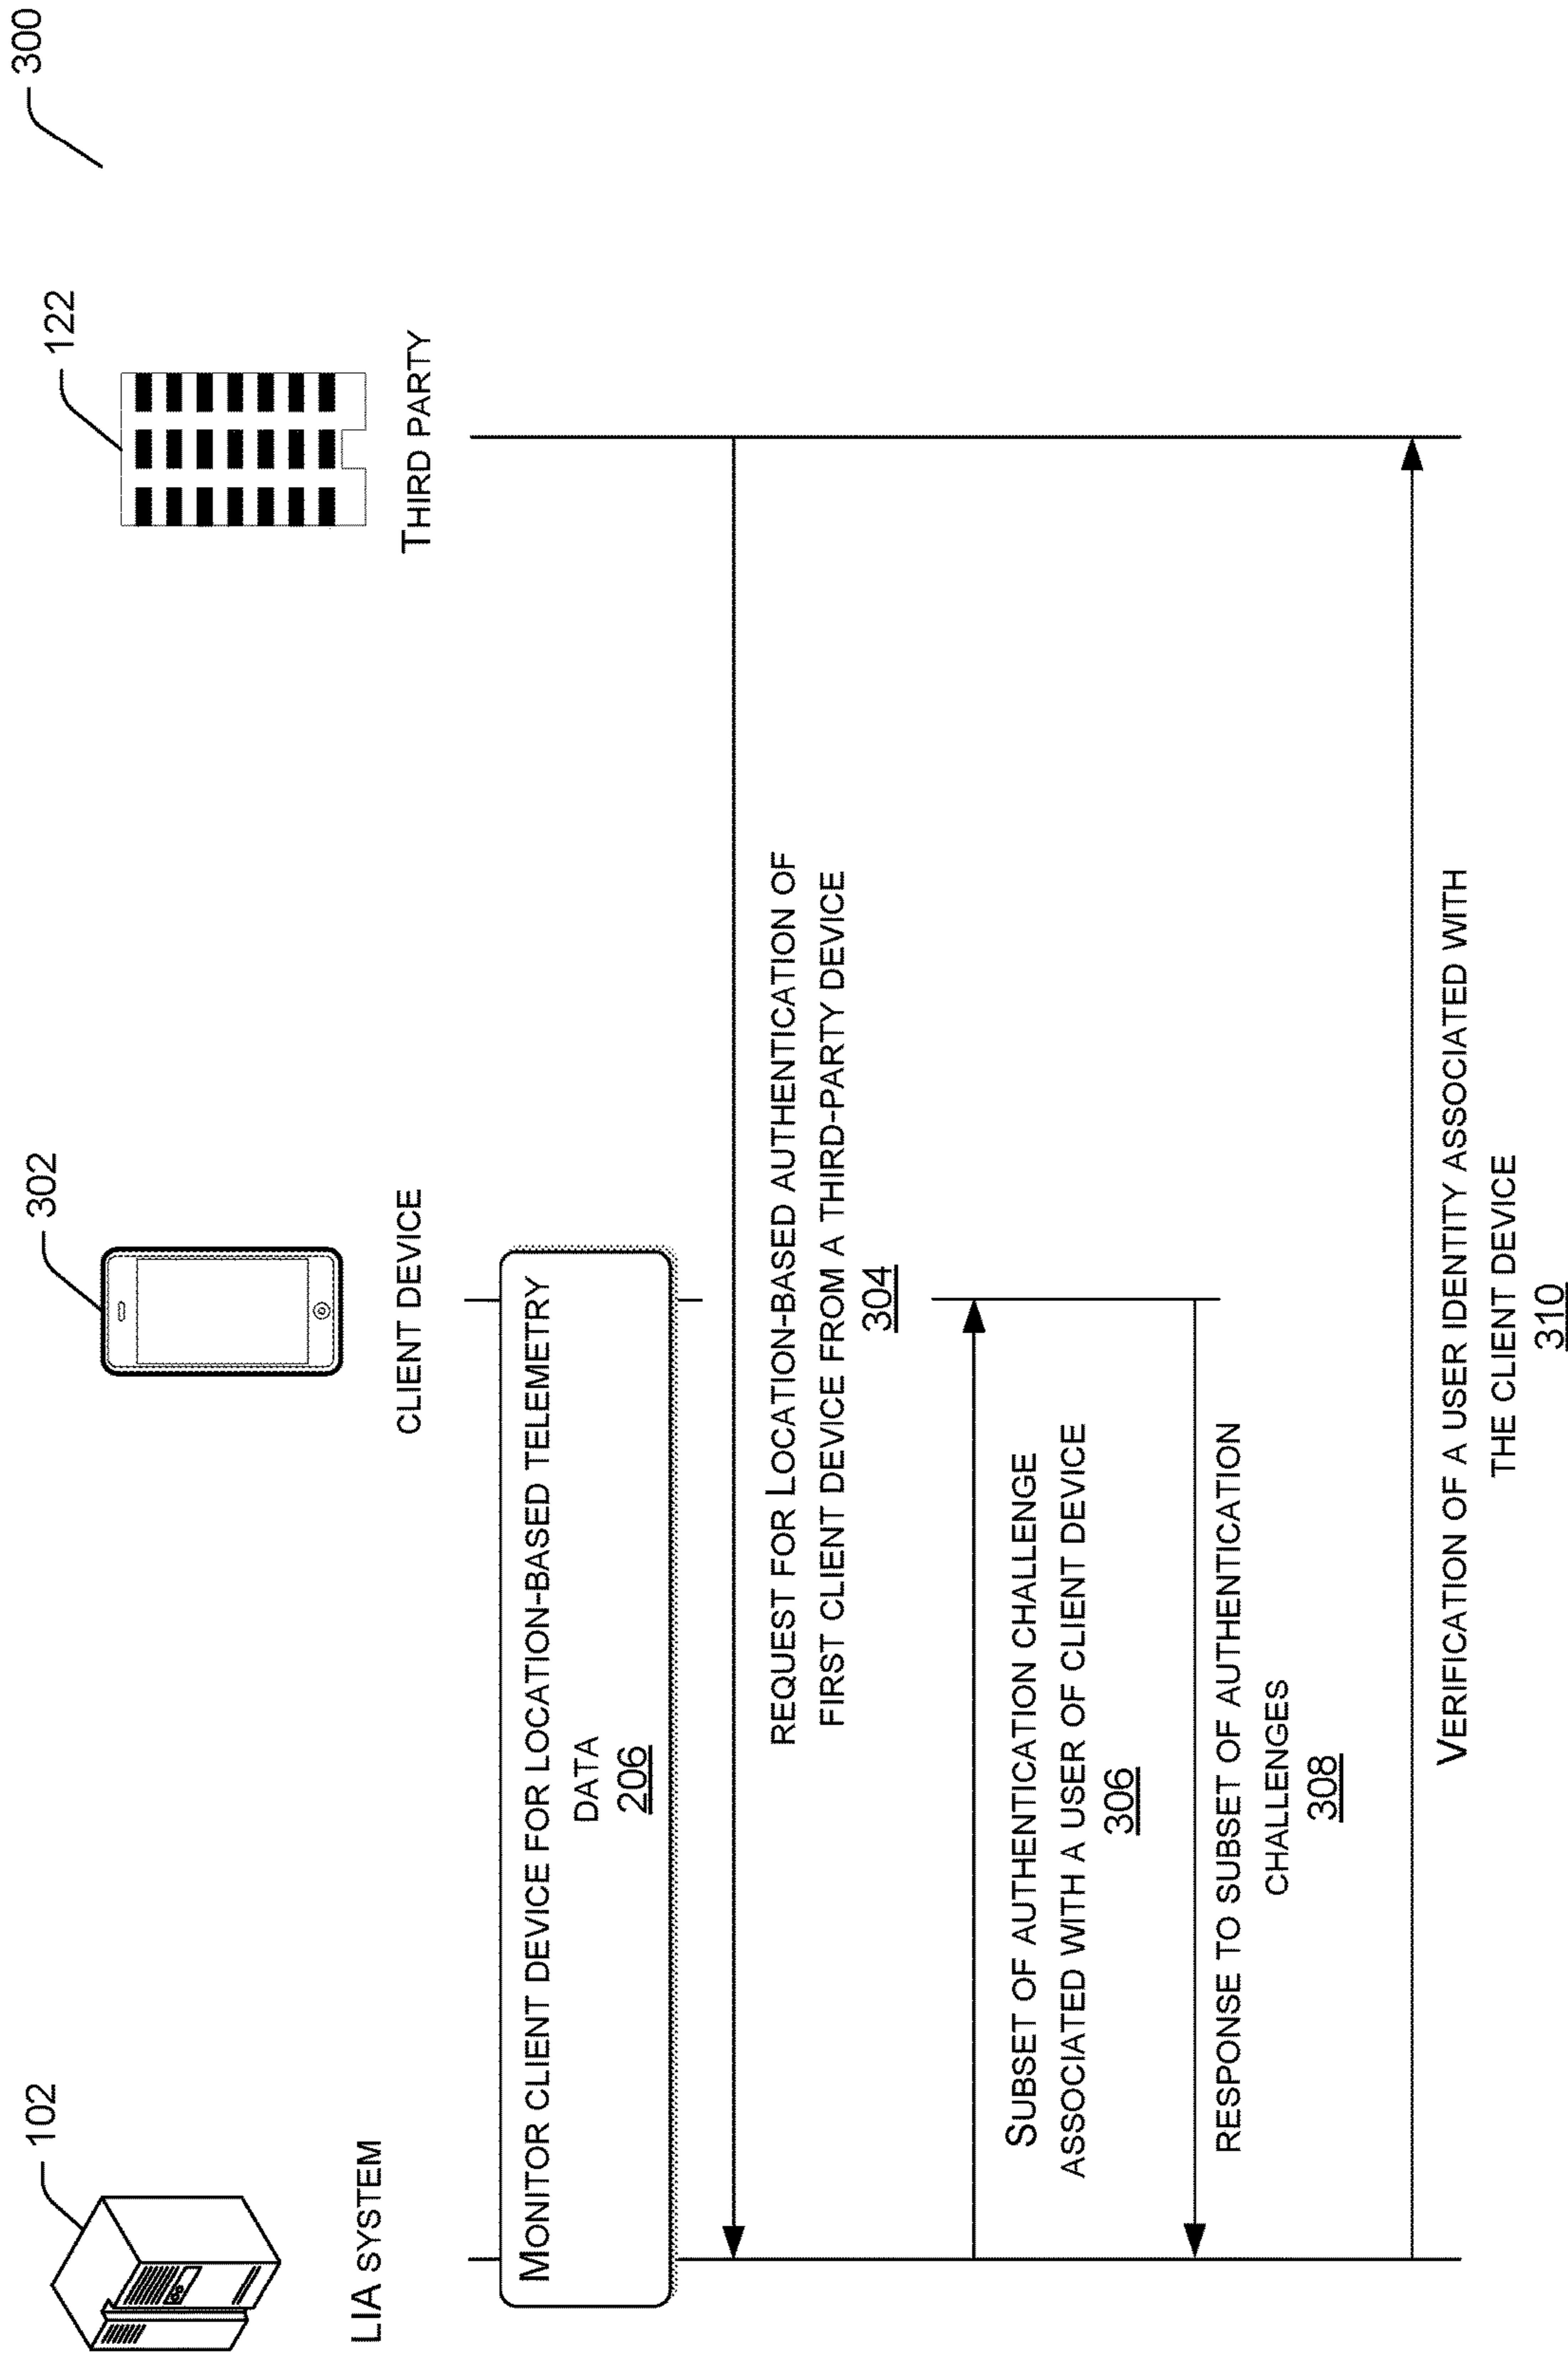 300
102
302
122
LIA SYSTEM
CLIENT DEVICE
THIRD PARTY
MONITOR CLIENT DEVICE FOR LOCATION-BASED TELEMETRY
DATA
206
REQUEST FOR LOCATION-BASED AUTHENTICATION OF
FIRST CLIENT DEVICE FROM A THIRD-PARTY DEVICE
304
SUBSET OF AUTHENTICATION CHALLENGE
ASSOCIATED WITH A USER OF CLIENT DEVICE
306
RESPONSE TO SUBSET OF AUTHENTICATION
CHALLENGES
308
VERIFICATION OF A USER IDENTITY ASSOCIATED WITH
THE CLIENT DEVICE
310